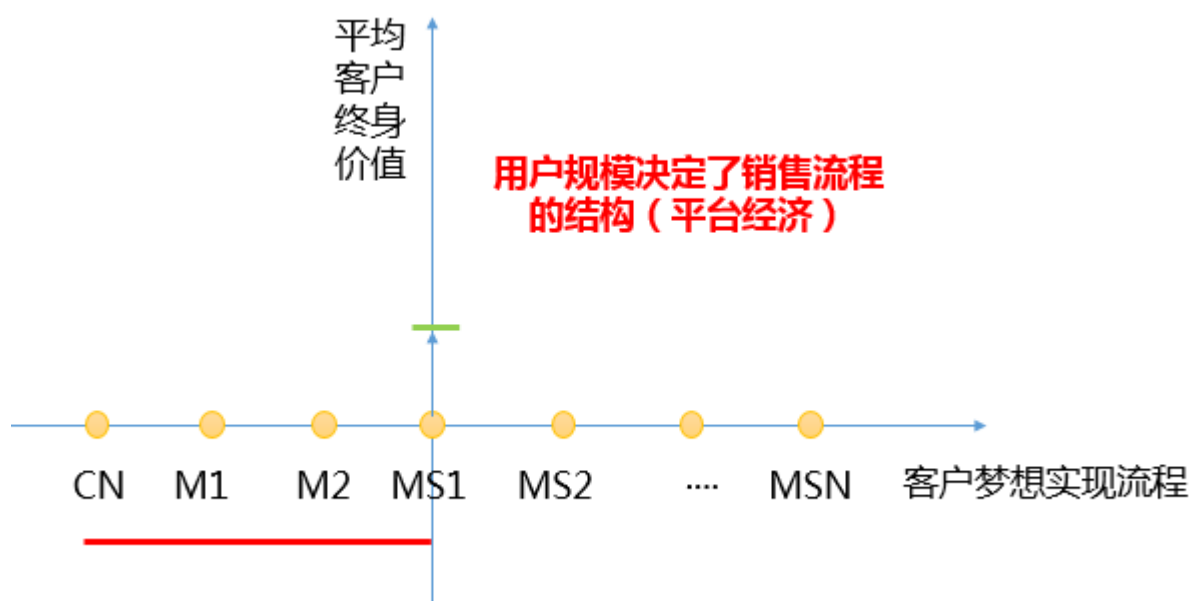 平均
客户
终身
价值
用户规模决定了销售流程
的结构（平台经济）
CN M1 M2 MS1 MS2 .... MSN 客户梦想实现流程